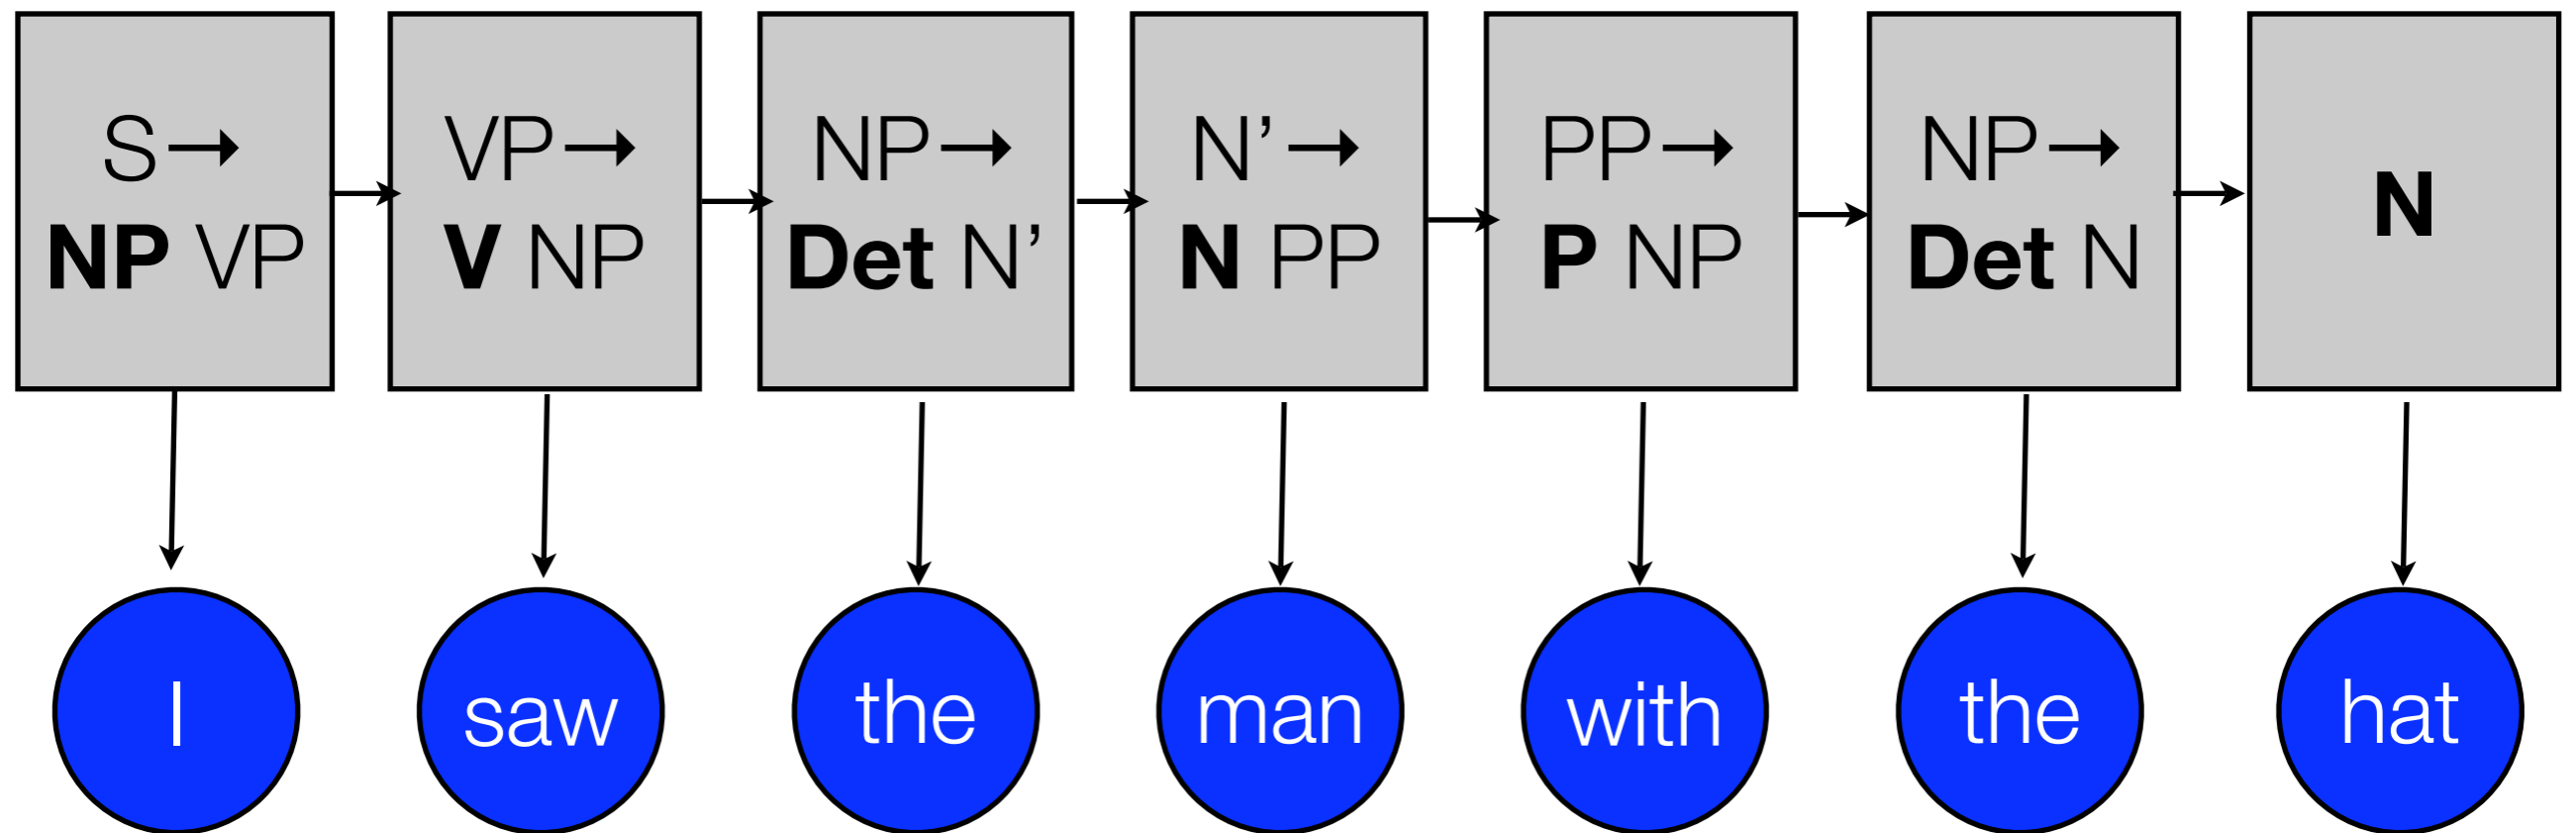 S→
NP VP
VP→
V NP
NP→
Det N’
N’→
N PP
PP→
P NP
NP→
Det N
N
I
saw
the
man
with
the
hat